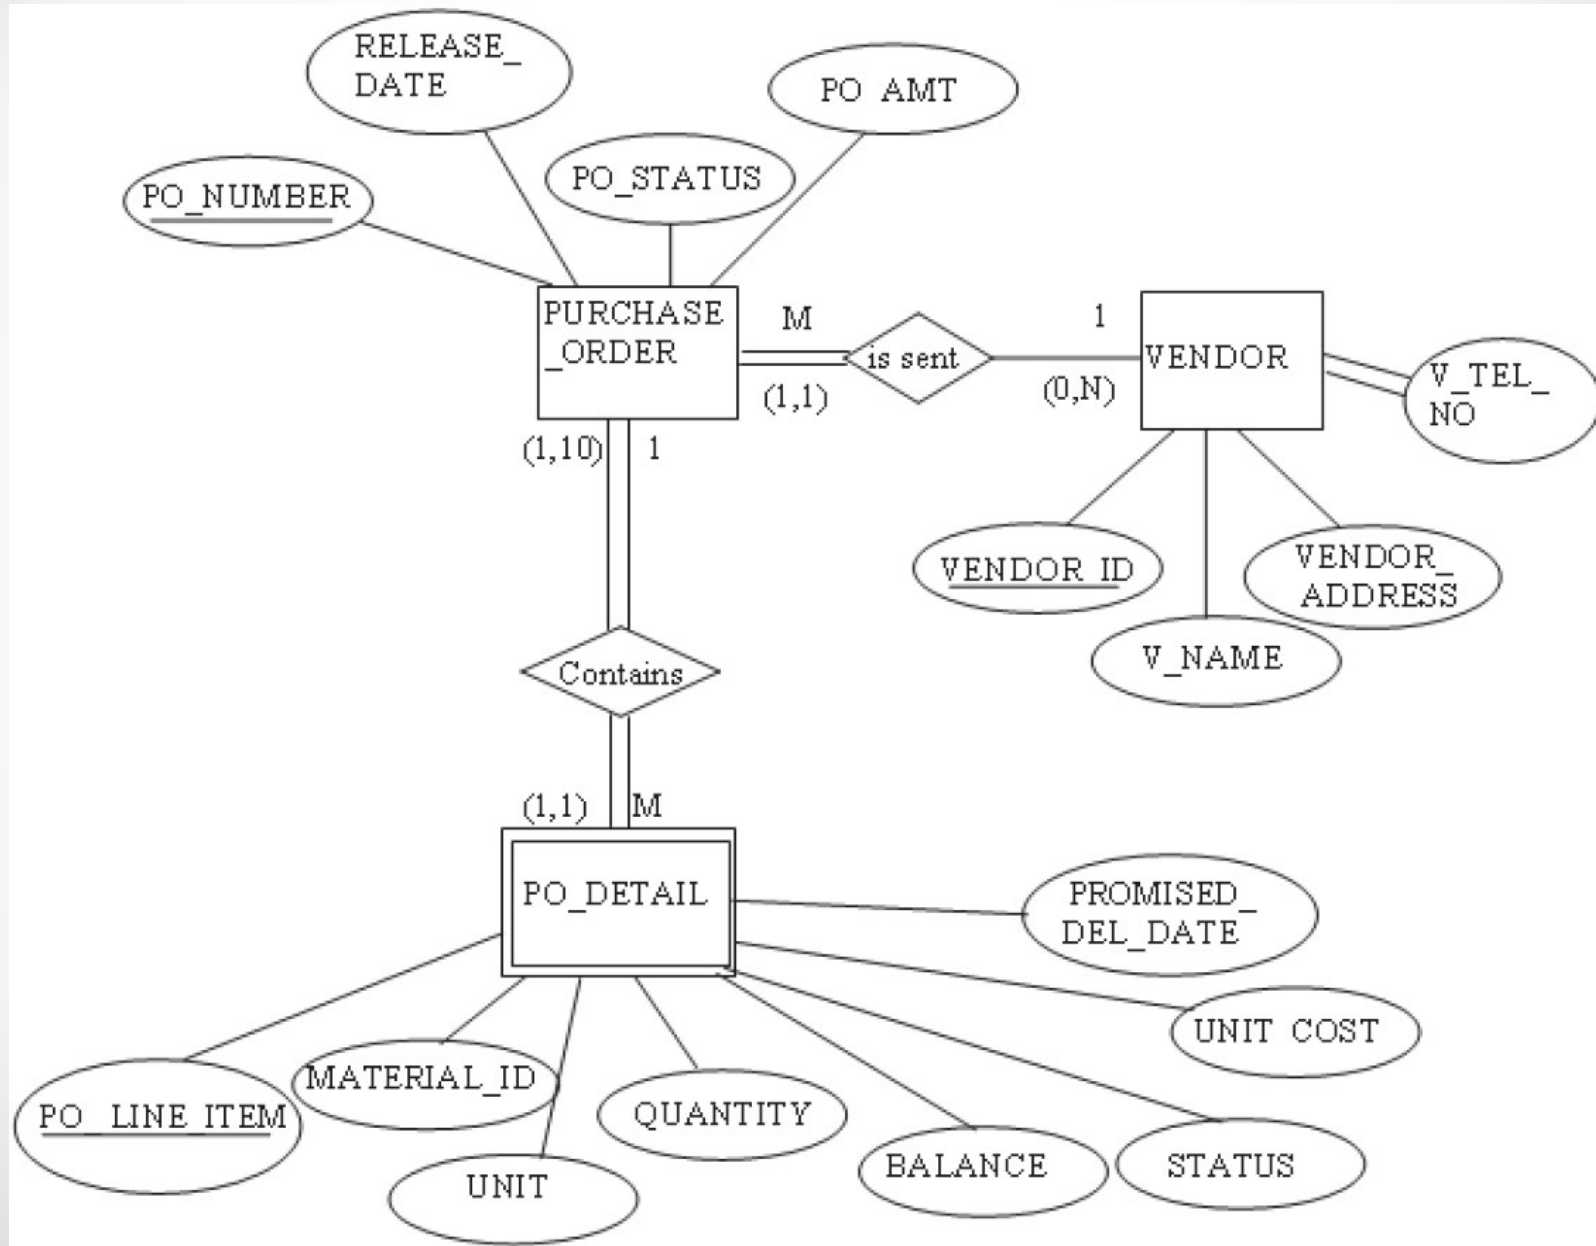 RELEASE_
DATE
PO AMT
PO_STATUS
PO_NUMBER
PURCHASE
_ORDER
M
is sent
1
VENDOR
(1,1)
(0,N)
V_TEL_
NO
(1,10)
1
VENDOR ID
VENDOR_
ADDRESS
V_NAME
Contains
(1,1)
M
PO_DETAIL
PROMISED_
DEL_DATE
UNIT COST
MATERIAL_ID
PO_ LINE ITEM
QUANTITY
UNIT
BALANCE
STATUS